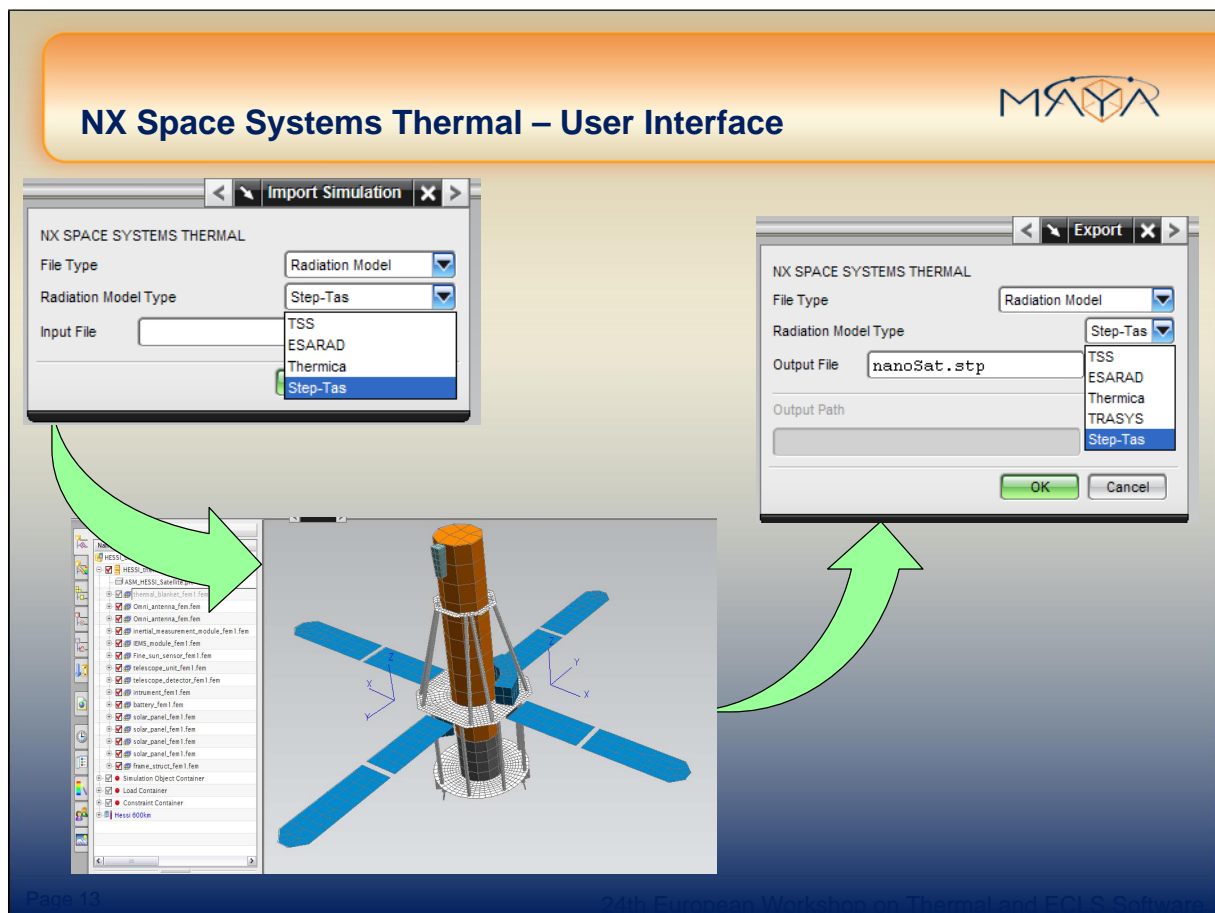 NX Space Systems Thermal – User Interface
MAYA
Import Simulation
NX SPACE SYSTEMS THERMAL
File Type
Radiation Model
Radiation Model Type
Step-Tas
Input File
TSS
ESARAD
Thermica
Step-Tas
Export
NX SPACE SYSTEMS THERMAL
File Type
Radiation Model
Radiation Model Type
Step-Tas
Output File
nanoSat.stp
TSS
ESARAD
Thermica
TRASYS
Step-Tas
Output Path
OK
Cancel
ASM_HESSI_Satellite
thermal_blanket_fem1.fem
Omni_antenna_fem.fem
Omni_antenna_fem.fem
inertial_measurement_module_fem1.fem
IEMS_module_fem1.fem
Fine_sun_sensor_fem1.fem
telescope_unit_fem1.fem
telescope_detector_fem1.fem
intrument_fem1.fem
battery_fem1.fem
solar_panel_fem1.fem
solar_panel_fem1.fem
solar_panel_fem1.fem
solar_panel_fem1.fem
frame_struct_fem1.fem
Simulation Object Container
Load Container
Constraint Container
Hessi 600km
Z
X
Y
Z
Y
X
Page 13
24th European Workshop on Thermal and ECLS Software